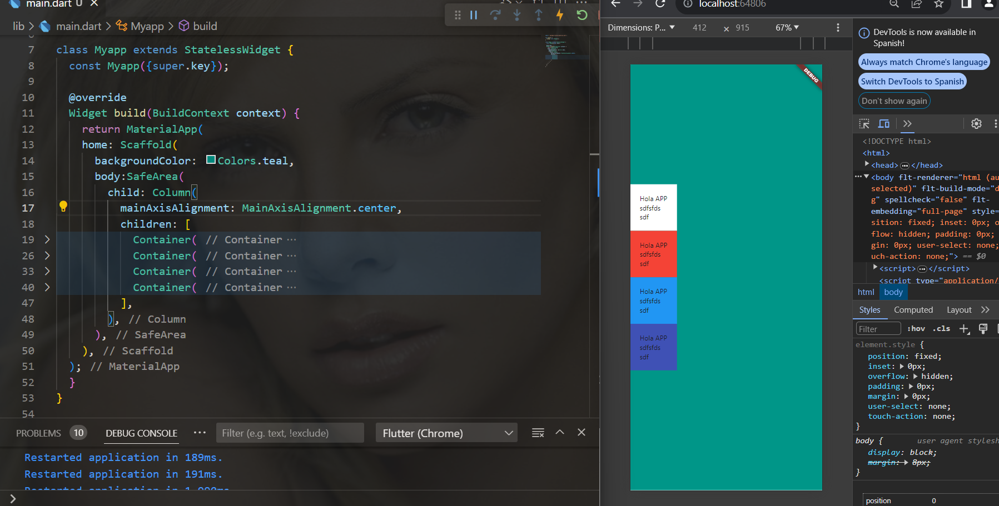 main.dart U
lib > main.dart > Myapp > build
7 class Myapp extends StatelessWidget {
8 const Myapp({super.key});
9
10 @override
11 Widget build(BuildContext context) {
12 return MaterialApp(
13 home: Scaffold(
14 backgroundColor: Colors.teal,
15 body:SafeArea(
16 child: Column(
17 mainAxisAlignment: MainAxisAlignment.center,
18 children: [
19 Container( // Container ...
26 Container( // Container ...
33 Container( // Container ...
40 Container( // Container ...
47 ],
48 ), // Column
49 ), // SafeArea
50 ), // Scaffold
51 ); // MaterialApp
52 }
53 }
54
PROBLEMS 10 DEBUG CONSOLE ... Filter (e.g. text, !exclude) Flutter (Chrome)
Restarted application in 189ms.
Restarted application in 191ms.
localhost:64806
Dimensions: P... 412 × 915 67%
DEBUG
Hola APP
sdfsfds
sdf
Hola APP
sdfsfds
sdf
Hola APP
sdfsfds
sdf
Hola APP
sdfsfds
sdf
DevTools is now available in
Spanish!
Always match Chrome's language
Switch DevTools to Spanish
Don't show again
<!DOCTYPE html>
<html>
<head> ... </head>
... <body flt-renderer="html (au
selected)" flt-build-mode="d
g" spellcheck="false" flt-
embedding="full-page" style=
sition: fixed; inset: 0px; o
flow: hidden; padding: 0px;
gin: 0px; user-select: none;
uch-action: none;"> == $0
<script> ... </script>
<script type="application/
html body
Styles Computed Layout
Filter :hov .cls
element.style {
position: fixed;
inset: 0px;
overflow: hidden;
padding: 0px;
margin: 0px;
user-select: none;
touch-action: none;
}
body { user agent stylesh
display: block;
margin: 8px;
}
position 0